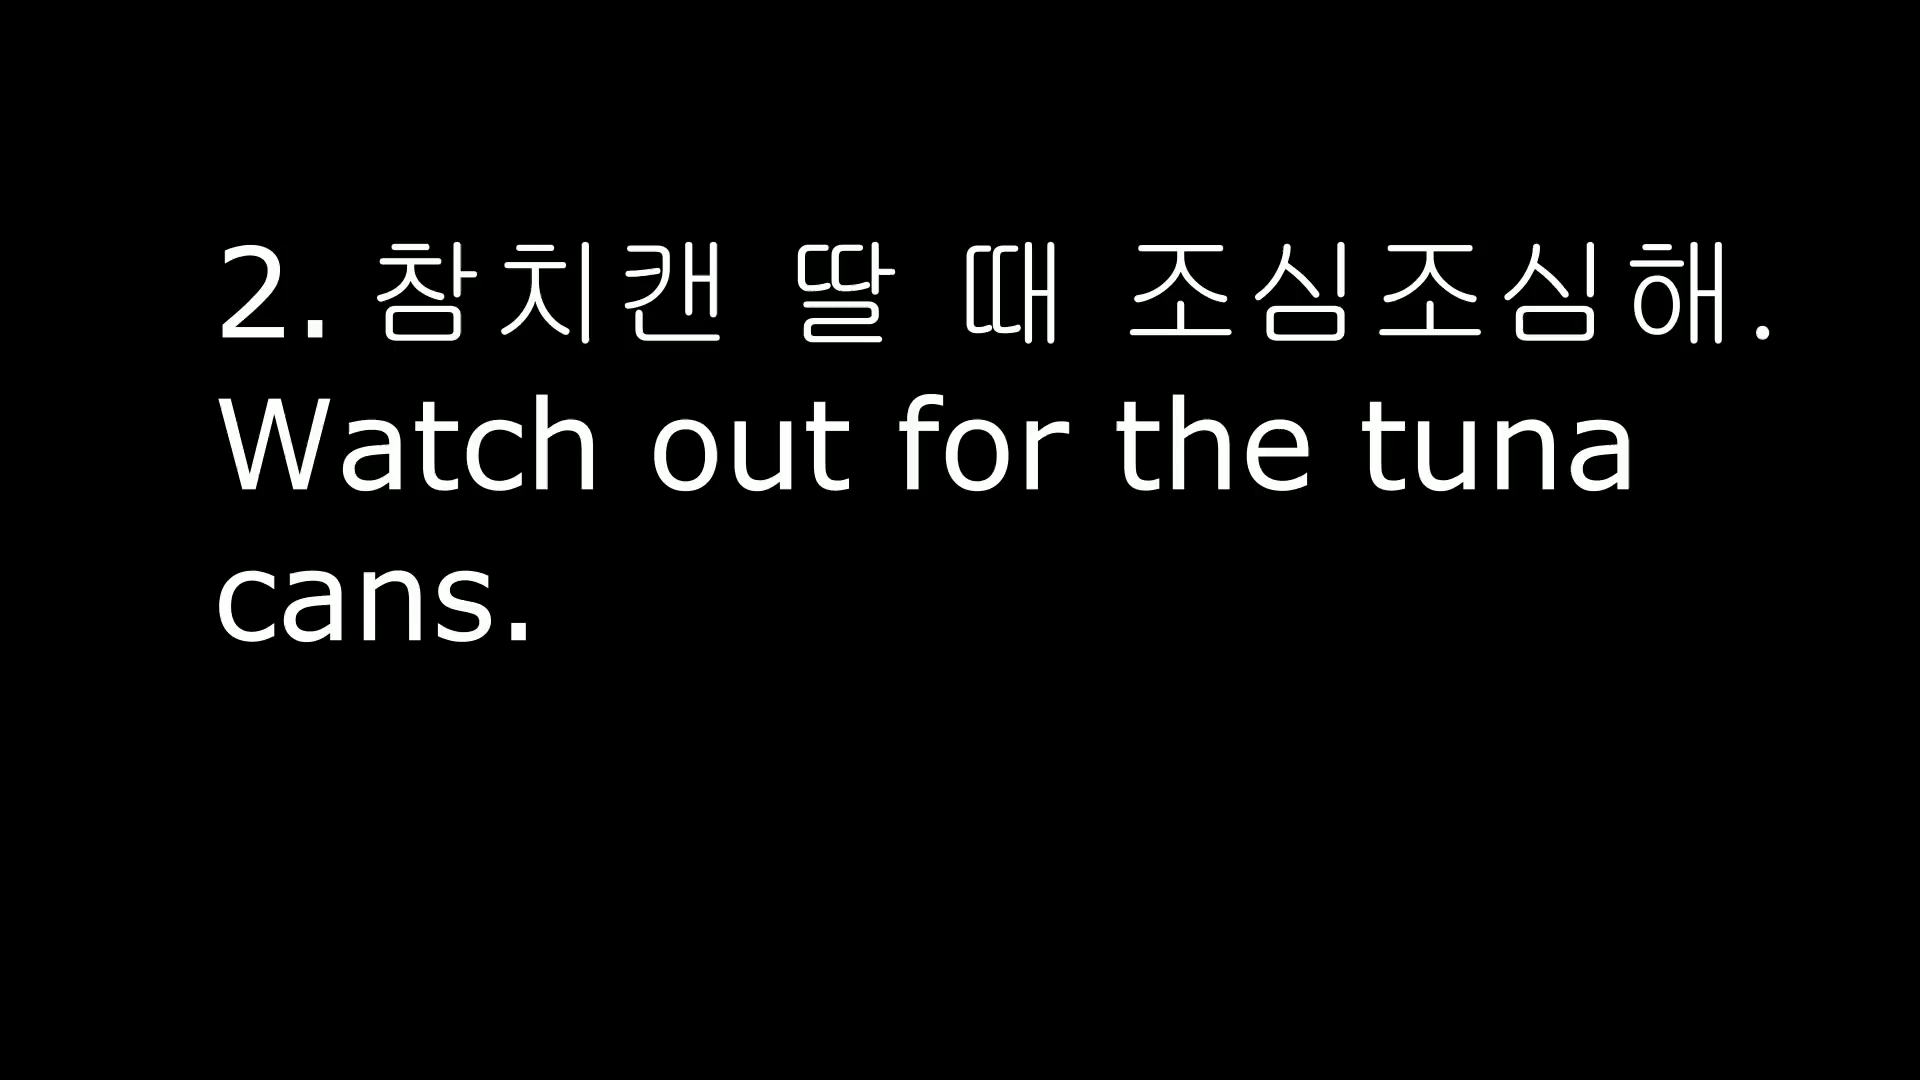 2. 참치캔 딸 때 조심조심해.
Watch out for the tuna
cans.